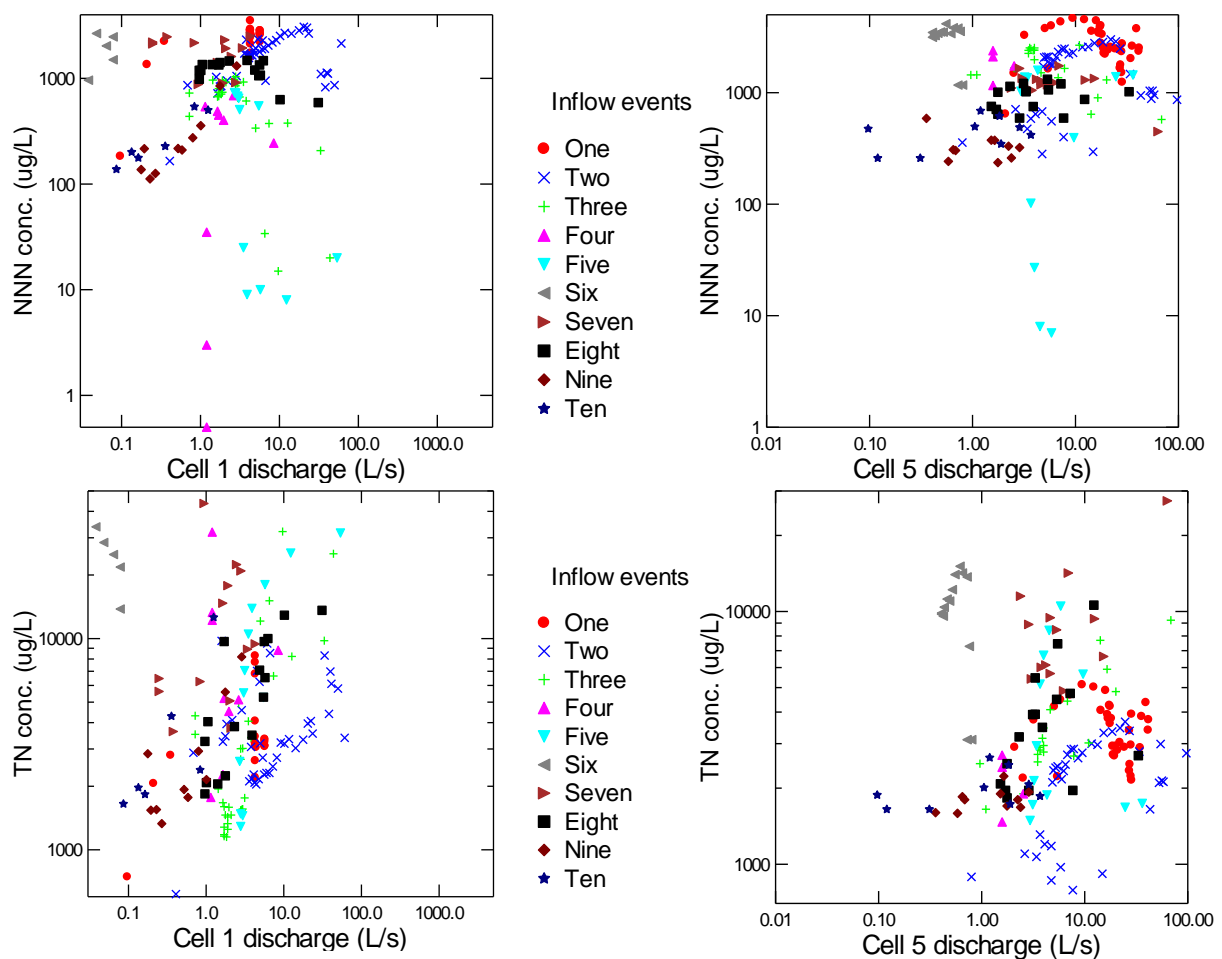 NNN conc. (ug/L)
1000
100
10
1
0.1
1.0
10.0
100.0
1000.0
Cell 1 discharge (L/s)
Inflow events
One
Two
Three
Four
Five
Six
Seven
Eight
Nine
Ten
NNN conc. (ug/L)
1000
100
10
1
0.01
1.00
10.00
100.00
Cell 5 discharge (L/s)
TN conc. (ug/L)
10000
1000
0.1
1.0
10.0
100.0
1000.0
Cell 1 discharge (L/s)
Inflow events
One
Two
Three
Four
Five
Six
Seven
Eight
Nine
Ten
TN conc. (ug/L)
10000
1000
0.01
0.10
1.00
10.00
100.00
Cell 5 discharge (L/s)